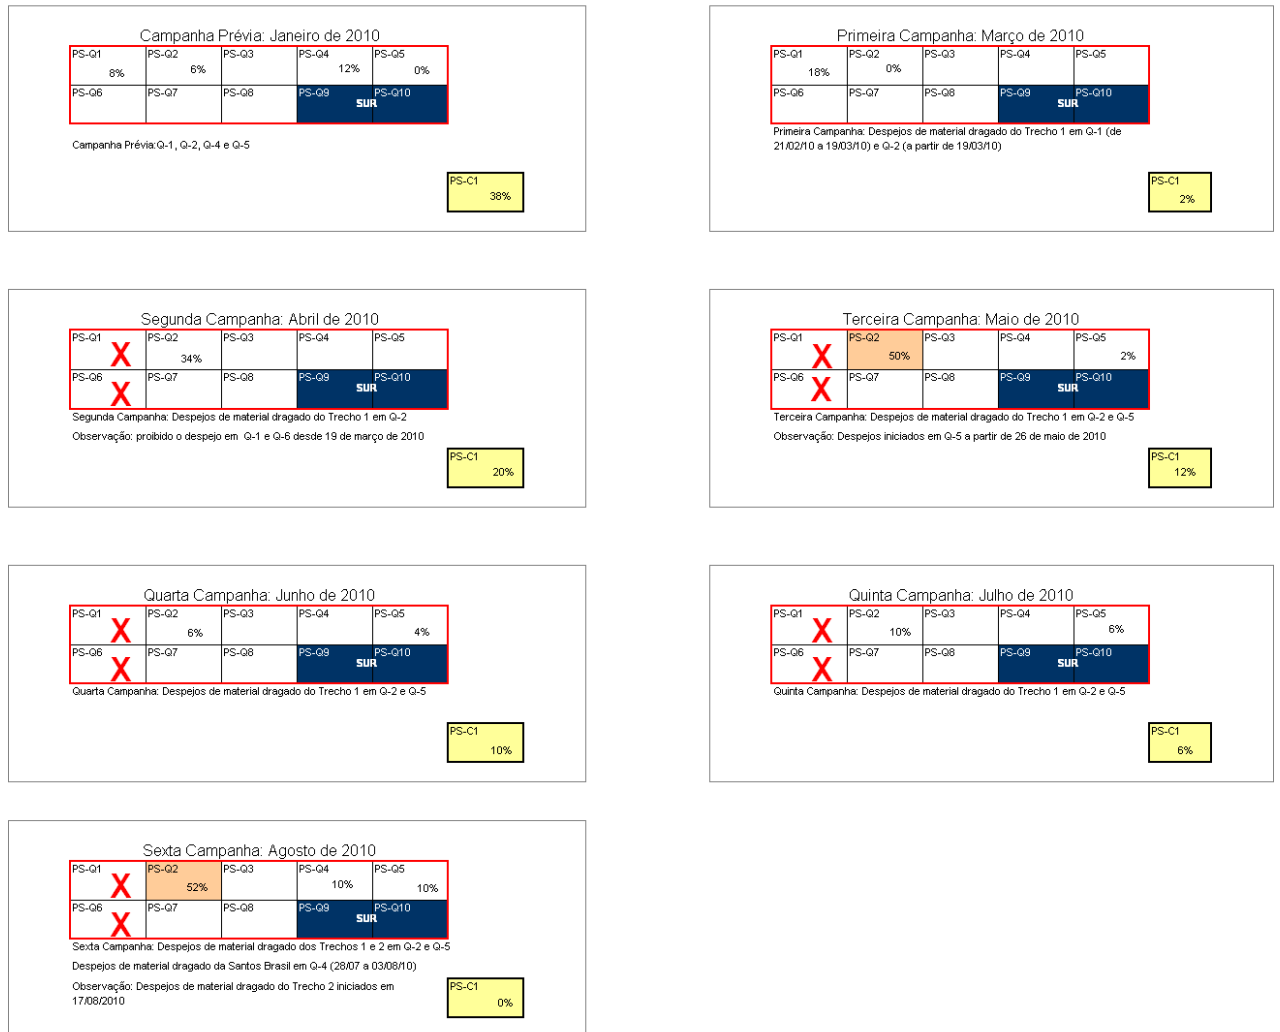 Campanha Prévia: Janeiro de 2010
PS-Q1 PS-Q2 PS-Q3 PS-Q4 PS-Q5
8% 6% 12% 0%
PS-Q6 PS-Q7 PS-Q8 PS-Q9 PS-Q10
SUR
Campanha Prévia:Q-1, Q-2, Q-4 e Q-5
PS-C1
38%
Primeira Campanha: Março de 2010
PS-Q1 PS-Q2 PS-Q3 PS-Q4 PS-Q5
18% 0%
PS-Q6 PS-Q7 PS-Q8 PS-Q9 PS-Q10
SUR
Primeira Campanha: Despejos de material dragado do Trecho 1 em Q-1 (de
21/02/10 a 19/03/10) e Q-2 (a partir de 19/03/10)
PS-C1
2%
Segunda Campanha: Abril de 2010
PS-Q1 PS-Q2 PS-Q3 PS-Q4 PS-Q5
X 34%
PS-Q6 PS-Q7 PS-Q8 PS-Q9 PS-Q10
X SUR
Segunda Campanha: Despejos de material dragado do Trecho 1 em Q-2
Observação: proibido o despejo em Q-1 e Q-6 desde 19 de março de 2010
PS-C1
20%
Terceira Campanha: Maio de 2010
PS-Q1 PS-Q2 PS-Q3 PS-Q4 PS-Q5
X 50% 2%
PS-Q6 PS-Q7 PS-Q8 PS-Q9 PS-Q10
X SUR
Terceira Campanha: Despejos de material dragado do Trecho 1 em Q-2 e Q-5
Observação: Despejos iniciados em Q-5 a partir de 26 de maio de 2010
PS-C1
12%
Quarta Campanha: Junho de 2010
PS-Q1 PS-Q2 PS-Q3 PS-Q4 PS-Q5
X 6% 4%
PS-Q6 PS-Q7 PS-Q8 PS-Q9 PS-Q10
X SUR
Quarta Campanha: Despejos de material dragado do Trecho 1 em Q-2 e Q-5
PS-C1
10%
Quinta Campanha: Julho de 2010
PS-Q1 PS-Q2 PS-Q3 PS-Q4 PS-Q5
X 10% 6%
PS-Q6 PS-Q7 PS-Q8 PS-Q9 PS-Q10
X SUR
Quinta Campanha: Despejos de material dragado do Trecho 1 em Q-2 e Q-5
PS-C1
6%
Sexta Campanha: Agosto de 2010
PS-Q1 PS-Q2 PS-Q3 PS-Q4 PS-Q5
X 52% 10% 10%
PS-Q6 PS-Q7 PS-Q8 PS-Q9 PS-Q10
X SUR
Sexta Campanha: Despejos de material dragado dos Trechos 1 e 2 em Q-2 e Q-5
Despejos de material dragado da Santos Brasil em Q-4 (28/07 a 03/08/10)
Observação: Despejos de material dragado do Trecho 2 iniciados em
17/08/2010
PS-C1
0%